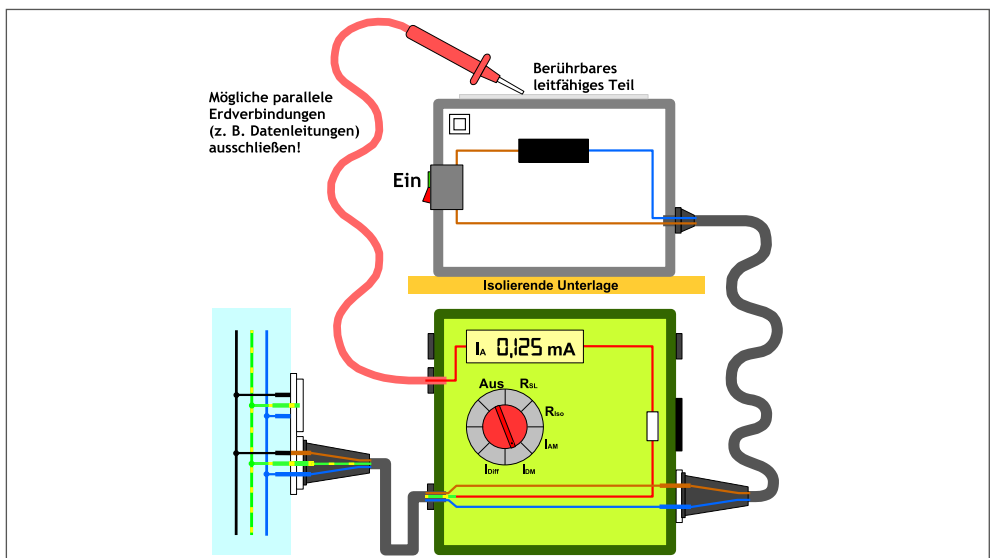 Berührbares
leitfähiges Teil
Mögliche parallele
Erdverbindungen
(z. B. Datenleitungen)
ausschließen!
Ein
Isolierende Unterlage
IA 0,125 mA
Aus
RSL
RIso
IAM
IDM
IDiff